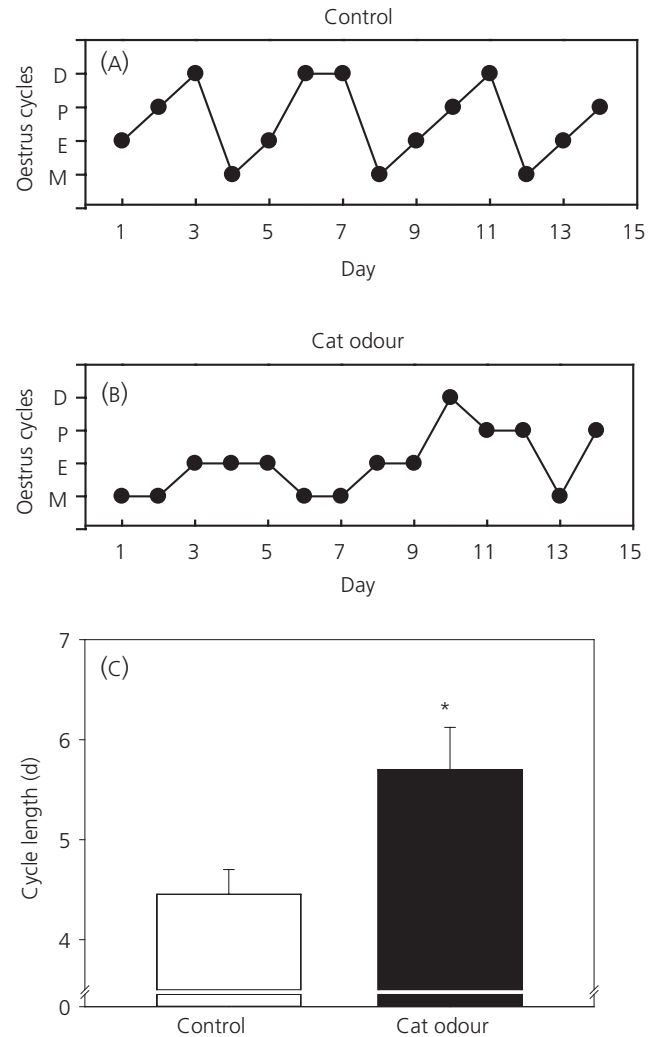 Control
(A)
Oestrus cycles
D
P
E
M
1 3 5 7 9 11 13 15
Day
Cat odour
(B)
Oestrus cycles
D
P
E
M
1 3 5 7 9 11 13 15
Day
(C)
Cycle length (d)
7
6
5
4
0
*
Control Cat odour